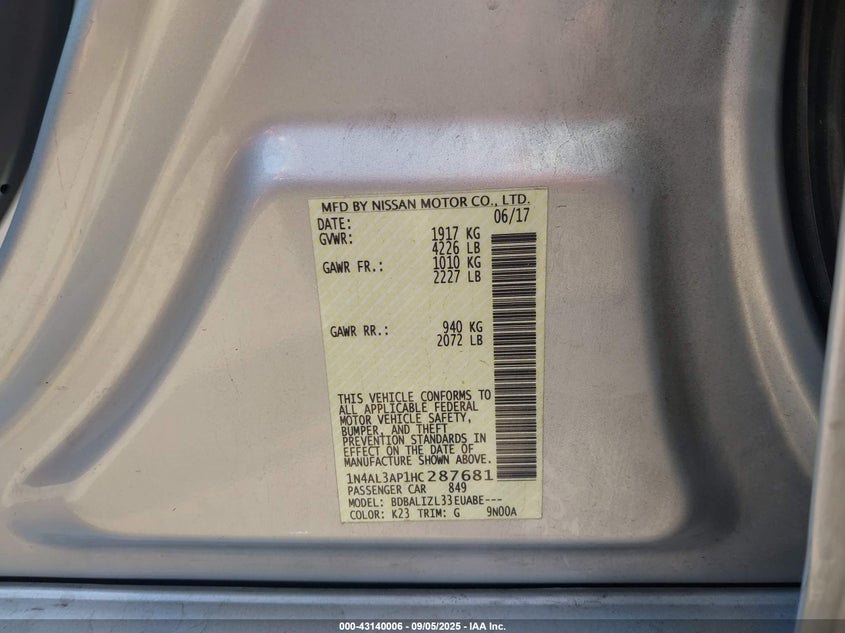 MFD BY NISSAN MOTOR CO., LTD.
DATE: 06/17
GVWR: 1917 KG
4226 LB
GAWR FR.: 1010 KG
2227 LB
GAWR RR.: 940 KG
2072 LB
THIS VEHICLE CONFORMS TO
ALL APPLICABLE FEDERAL
MOTOR VEHICLE SAFETY,
BUMPER, AND THEFT
PREVENTION STANDARDS IN
EFFECT ON THE DATE OF
MANUFACTURE SHOWN ABOVE.
1N4AL3AP1HC287681
PASSENGER CAR 849
MODEL: BDBALIZL33EUABE---
COLOR: K23 TRIM: G 9N00A
000-43140006 - 09/05/2025 - IAA Inc.